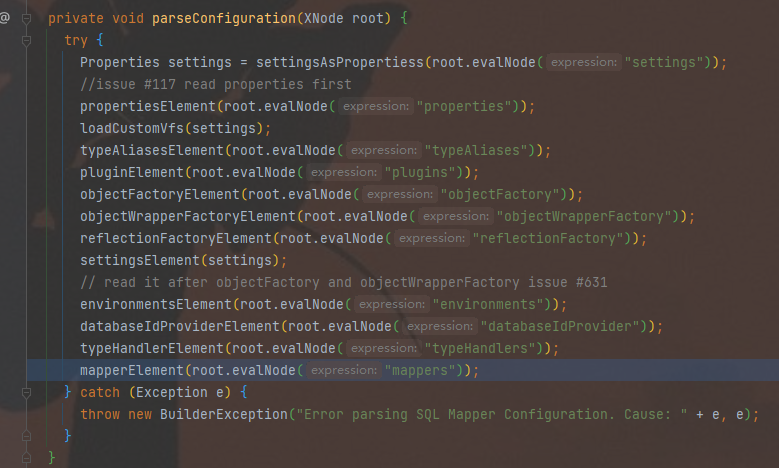 @ private void parseConfiguration(XNode root) {
try {
Properties settings = settingsAsPropertiess(root.evalNode( expression: "settings"));
//issue #117 read properties first
propertiesElement(root.evalNode( expression: "properties"));
loadCustomVfs(settings);
typeAliasesElement(root.evalNode( expression: "typeAliases"));
pluginElement(root.evalNode( expression: "plugins"));
objectFactoryElement(root.evalNode( expression: "objectFactory"));
objectWrapperFactoryElement(root.evalNode( expression: "objectWrapperFactory"));
reflectionFactoryElement(root.evalNode( expression: "reflectionFactory"));
settingsElement(settings);
// read it after objectFactory and objectWrapperFactory issue #631
environmentsElement(root.evalNode( expression: "environments"));
databaseIdProviderElement(root.evalNode( expression: "databaseIdProvider"));
typeHandlerElement(root.evalNode( expression: "typeHandlers"));
mapperElement(root.evalNode( expression: "mappers"));
} catch (Exception e) {
throw new BuilderException("Error parsing SQL Mapper Configuration. Cause: " + e, e);
}
}